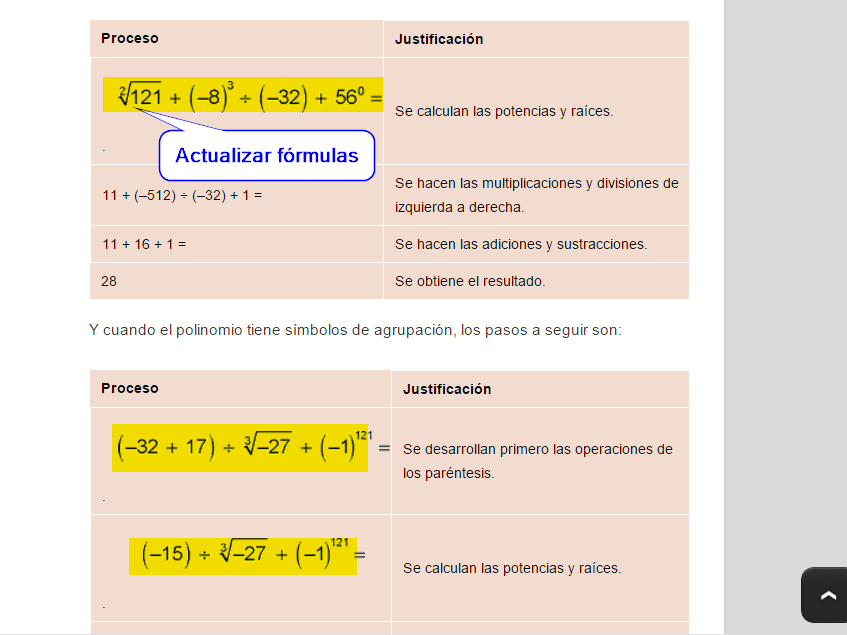 Proceso
Justificación
²√121 + (–8)³ ÷ (–32) + 56⁰ =
Se calculan las potencias y raíces.
.
Actualizar fórmulas
11 + (–512) ÷ (–32) + 1 =
Se hacen las multiplicaciones y divisiones de
izquierda a derecha.
11 + 16 + 1 =
Se hacen las adiciones y sustracciones.
28
Se obtiene el resultado.
Y cuando el polinomio tiene símbolos de agrupación, los pasos a seguir son:
Proceso
Justificación
(–32 + 17) ÷ ³√–27 + (–1)¹²¹ =
Se desarrollan primero las operaciones de
los paréntesis.
.
(–15) ÷ ³√–27 + (–1)¹²¹ =
Se calculan las potencias y raíces.
.